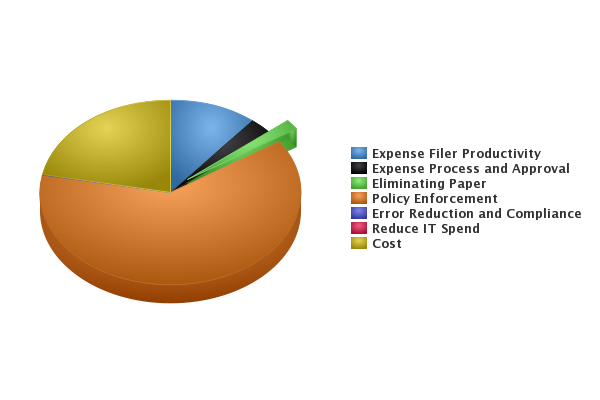 Expense Filer Productivity
Expense Process and Approval
Eliminating Paper
Policy Enforcement
Error Reduction and Compliance
Reduce IT Spend
Cost